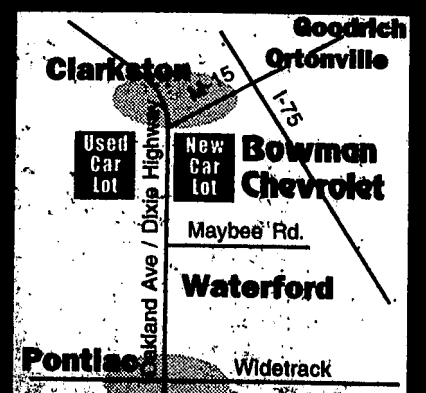 Goodrich
Ortonville
Clarkston
M-15
I-75
Used
Car
Lot
New
Car
Lot
Bowman
Chevrolet
Oakland Ave / Dixie Highway
Maybee Rd.
Waterford
Pontiac
Widetrack